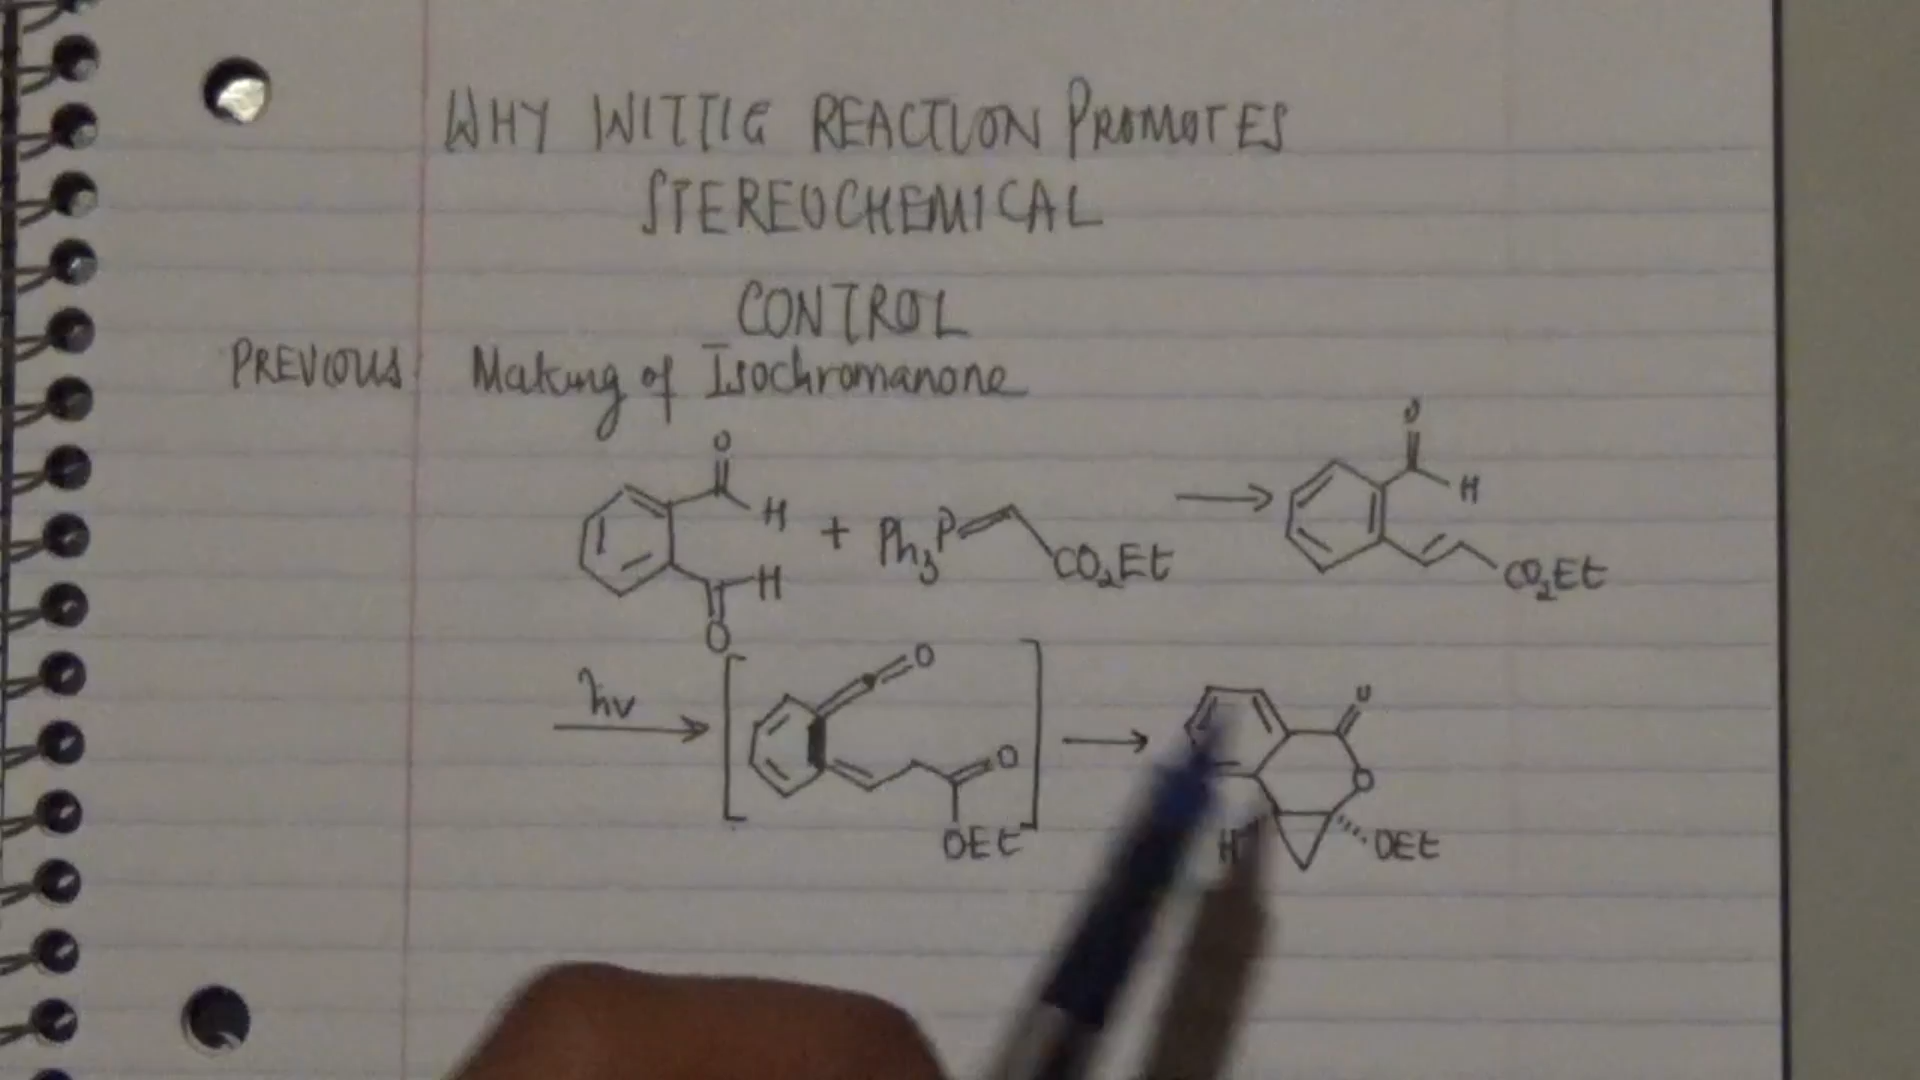 WHY WITTIG REACTION PROMOTES
STEREOCHEMICAL
CONTROL
PREVIOUS Making of Isochromanone
O
H + Ph₃P CO₂Et
H
O
O
H
CO₂Et
hν
O
O
OEt
O
O
H OEt